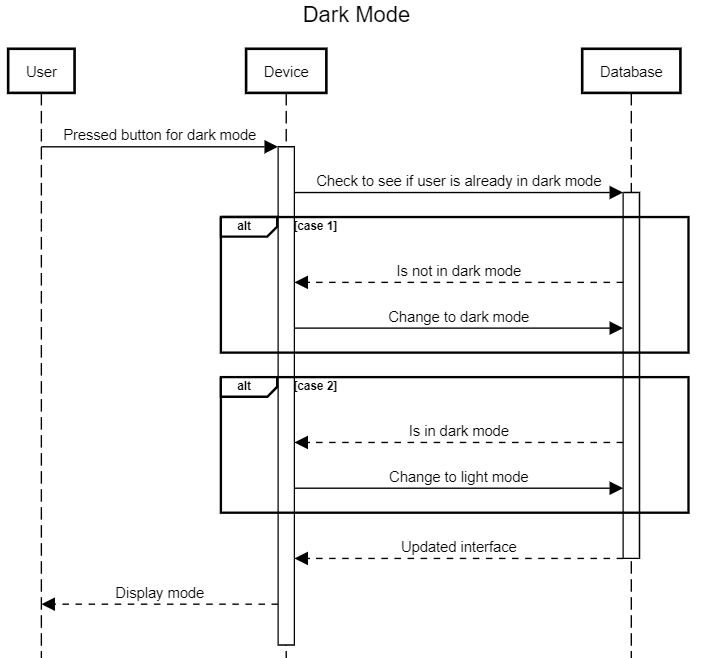 Dark Mode
User
Device
Database
Pressed button for dark mode
Check to see if user is already in dark mode
alt
[case 1]
Is not in dark mode
Change to dark mode
alt
[case 2]
Is in dark mode
Change to light mode
Updated interface
Display mode